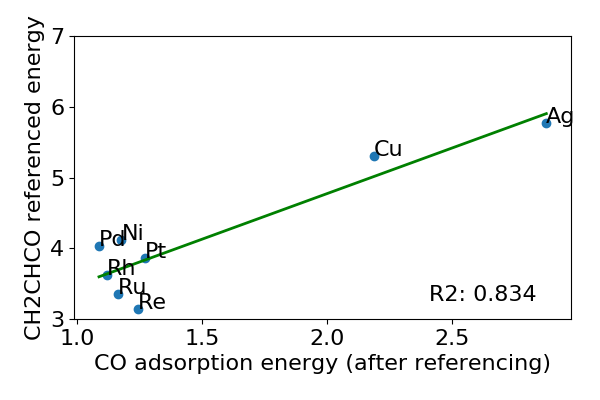 CH2CHCO referenced energy
7
6
5
4
3
Ag
Cu
Pd
Ni
Pt
Rh
Ru
Re
R2: 0.834
1.0 1.5 2.0 2.5
CO adsorption energy (after referencing)